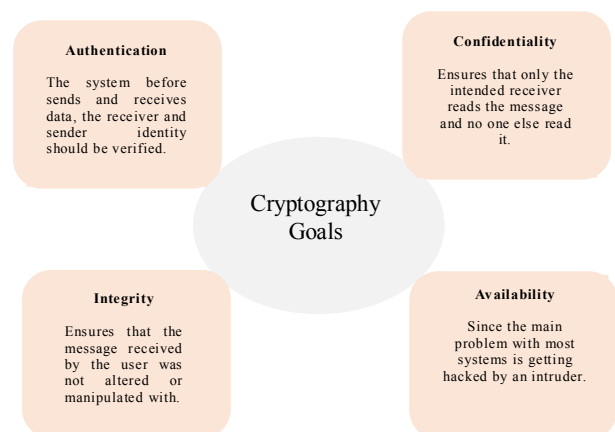 Authentication
The system before
sends and receives
data, the receiver and
sender identity
should be verified.
Confidentiality
Ensures that only the
intended receiver
reads the message
and no one else read
it.
Cryptography
Goals
Integrity
Ensures that the
message received
by the user was
not altered or
manipulated with.
Availability
Since the main
problem with most
systems is getting
hacked by an intruder.